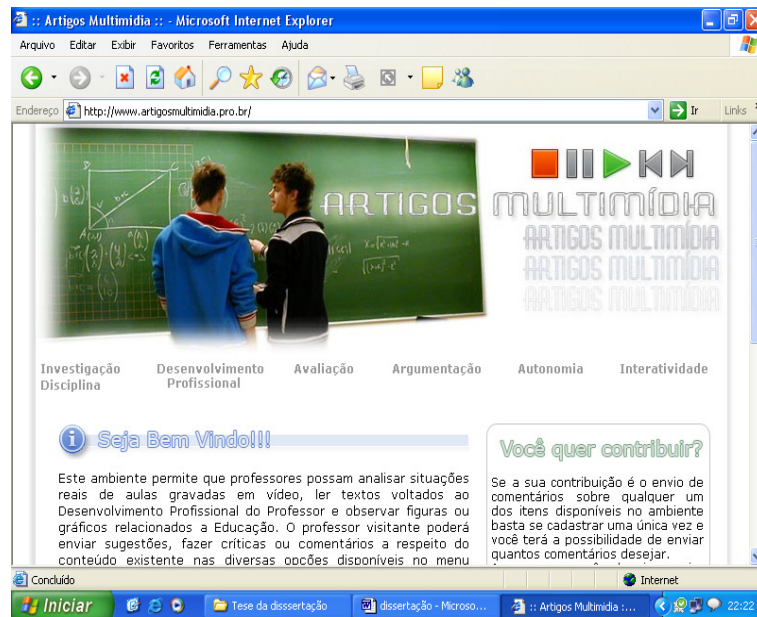 :: Artigos Multimidia :: - Microsoft Internet Explorer
Arquivo Editar Exibir Favoritos Ferramentas Ajuda
Endereço http://www.artigosmultimidia.pro.br/ Ir Links
ARTIGOS MULTIMÍDIA
ARTIGOS MULTIMÍDIA
ARTIGOS MULTIMÍDIA
ARTIGOS MULTIMÍDIA
Investigação Desenvolvimento Avaliação Argumentação Autonomia Interatividade
Disciplina Profissional
Seja Bem Vindo!!!
Este ambiente permite que professores possam analisar situações
reais de aulas gravadas em vídeo, ler textos voltados ao
Desenvolvimento Profissional do Professor e observar figuras ou
gráficos relacionados a Educação. O professor visitante poderá
enviar sugestões, fazer críticas ou comentários a respeito do
conteúdo existente nas diversas opções disponíveis no menu
Você quer contribuir?
Se a sua contribuição é o envio de
comentários sobre qualquer um
dos itens disponíveis no ambiente
basta se cadastrar uma única vez e
você terá a possibilidade de enviar
quantos comentários desejar.
Concluído Internet
Iniciar Tese da disssertação dissertação - Microso... :: Artigos Multimidia :... 22:22